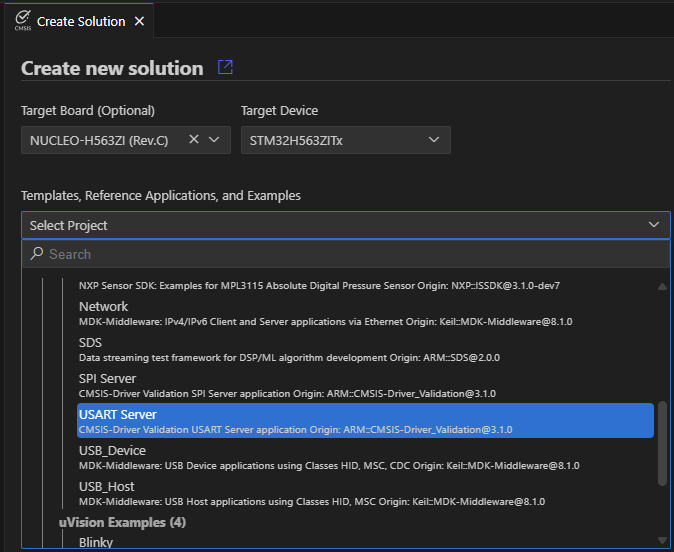 CMSIS
Create Solution
Create new solution
Target Board (Optional)
Target Device
NUCLEO-H563ZI (Rev.C)
STM32H563ZITx
Templates, Reference Applications, and Examples
Select Project
Search
NXP Sensor SDK: Examples for MPL3115 Absolute Digital Pressure Sensor Origin: NXP::ISSDK@3.1.0-dev7
Network
MDK-Middleware: IPv4/IPv6 Client and Server applications via Ethernet Origin: Keil::MDK-Middleware@8.1.0
SDS
Data streaming test framework for DSP/ML algorithm development Origin: ARM::SDS@2.0.0
SPI Server
CMSIS-Driver Validation SPI Server application Origin: ARM::CMSIS-Driver_Validation@3.1.0
USART Server
CMSIS-Driver Validation USART Server application Origin: ARM::CMSIS-Driver_Validation@3.1.0
USB_Device
MDK-Middleware: USB Device applications using Classes HID, MSC, CDC Origin: Keil::MDK-Middleware@8.1.0
USB_Host
MDK-Middleware: USB Host applications using Classes HID, MSC Origin: Keil::MDK-Middleware@8.1.0
uVision Examples (4)
Blinky